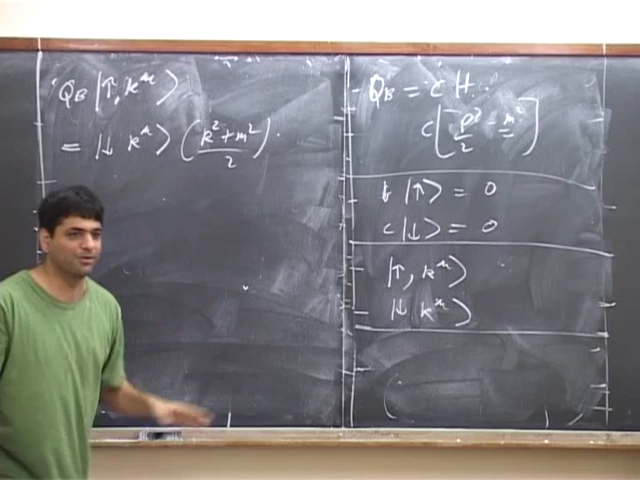 Q_B |↑, k^μ⟩
= |↓ k^μ⟩ (k² + m² / 2).
Q_B = c H.
c[-p²/2 - m²/2]
b |↑⟩ = 0
c |↓⟩ = 0
|↑, k^μ⟩
|↓ k^μ⟩